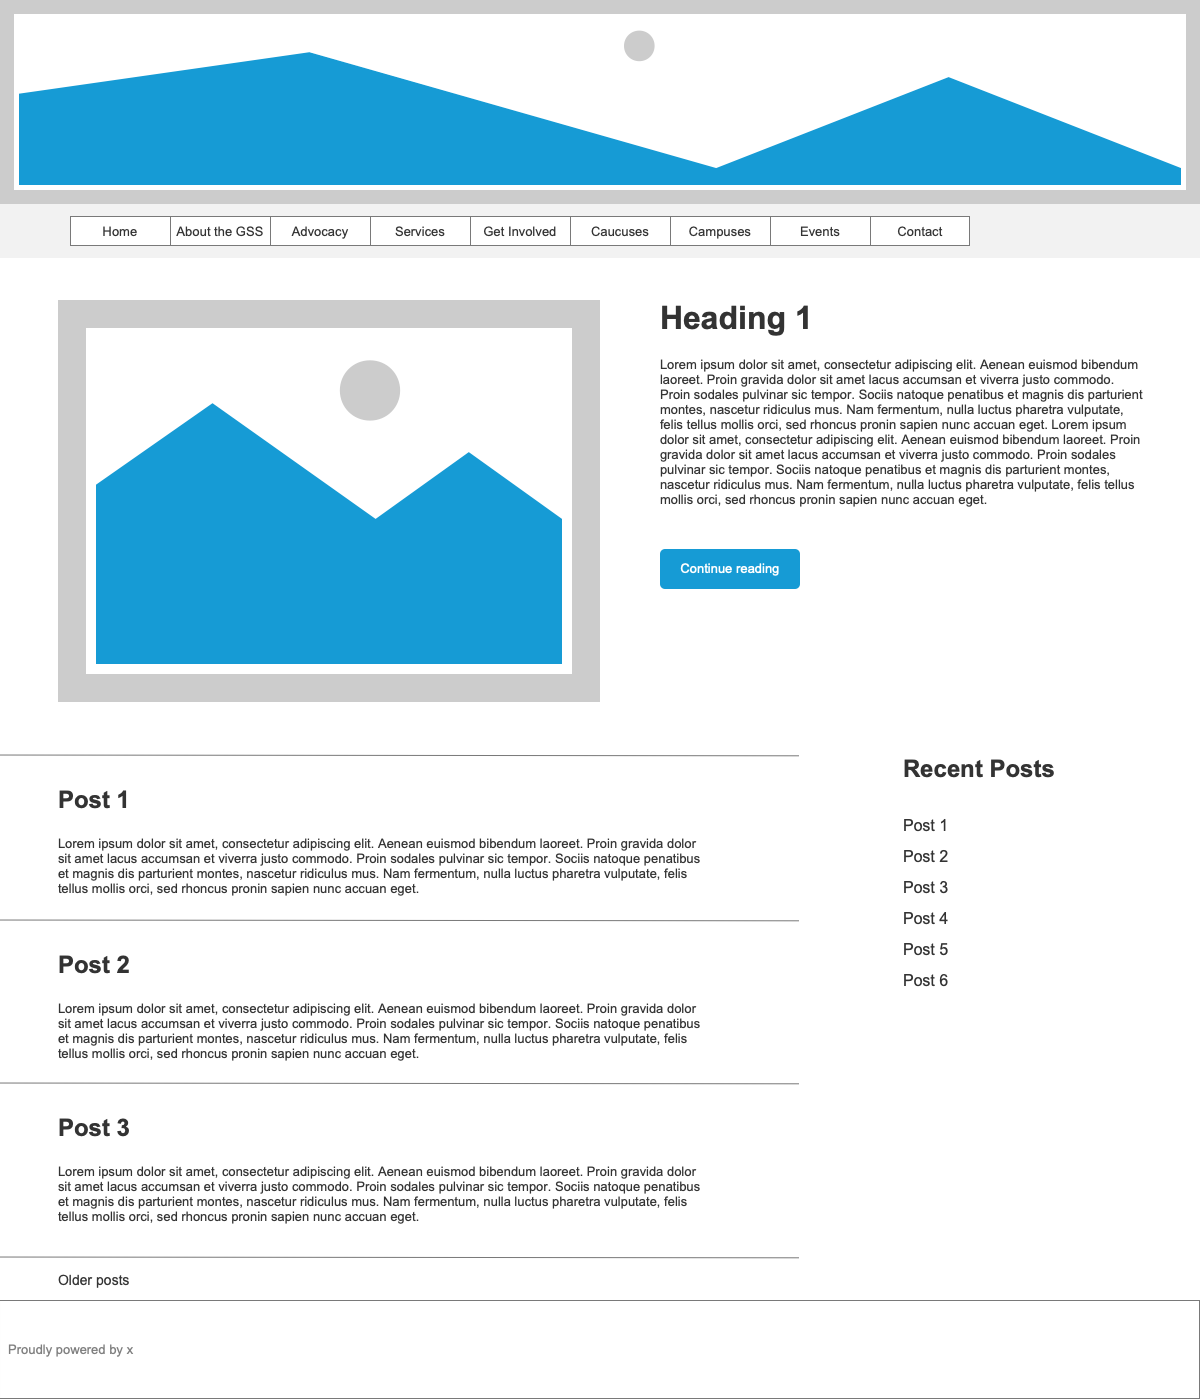 Home
About the GSS
Advocacy
Services
Get Involved
Caucuses
Campuses
Events
Contact
Heading 1
Lorem ipsum dolor sit amet, consectetur adipiscing elit. Aenean euismod bibendum
laoreet. Proin gravida dolor sit amet lacus accumsan et viverra justo commodo.
Proin sodales pulvinar sic tempor. Sociis natoque penatibus et magnis dis parturient
montes, nascetur ridiculus mus. Nam fermentum, nulla luctus pharetra vulputate,
felis tellus mollis orci, sed rhoncus pronin sapien nunc accuan eget. Lorem ipsum
dolor sit amet, consectetur adipiscing elit. Aenean euismod bibendum laoreet. Proin
gravida dolor sit amet lacus accumsan et viverra justo commodo. Proin sodales
pulvinar sic tempor. Sociis natoque penatibus et magnis dis parturient montes,
nascetur ridiculus mus. Nam fermentum, nulla luctus pharetra vulputate, felis tellus
mollis orci, sed rhoncus pronin sapien nunc accuan eget.
Continue reading
Post 1
Lorem ipsum dolor sit amet, consectetur adipiscing elit. Aenean euismod bibendum laoreet. Proin gravida dolor
sit amet lacus accumsan et viverra justo commodo. Proin sodales pulvinar sic tempor. Sociis natoque penatibus
et magnis dis parturient montes, nascetur ridiculus mus. Nam fermentum, nulla luctus pharetra vulputate, felis
tellus mollis orci, sed rhoncus pronin sapien nunc accuan eget.
Post 2
Lorem ipsum dolor sit amet, consectetur adipiscing elit. Aenean euismod bibendum laoreet. Proin gravida dolor
sit amet lacus accumsan et viverra justo commodo. Proin sodales pulvinar sic tempor. Sociis natoque penatibus
et magnis dis parturient montes, nascetur ridiculus mus. Nam fermentum, nulla luctus pharetra vulputate, felis
tellus mollis orci, sed rhoncus pronin sapien nunc accuan eget.
Post 3
Lorem ipsum dolor sit amet, consectetur adipiscing elit. Aenean euismod bibendum laoreet. Proin gravida dolor
sit amet lacus accumsan et viverra justo commodo. Proin sodales pulvinar sic tempor. Sociis natoque penatibus
et magnis dis parturient montes, nascetur ridiculus mus. Nam fermentum, nulla luctus pharetra vulputate, felis
tellus mollis orci, sed rhoncus pronin sapien nunc accuan eget.
Older posts
Recent Posts
Post 1
Post 2
Post 3
Post 4
Post 5
Post 6
Proudly powered by x